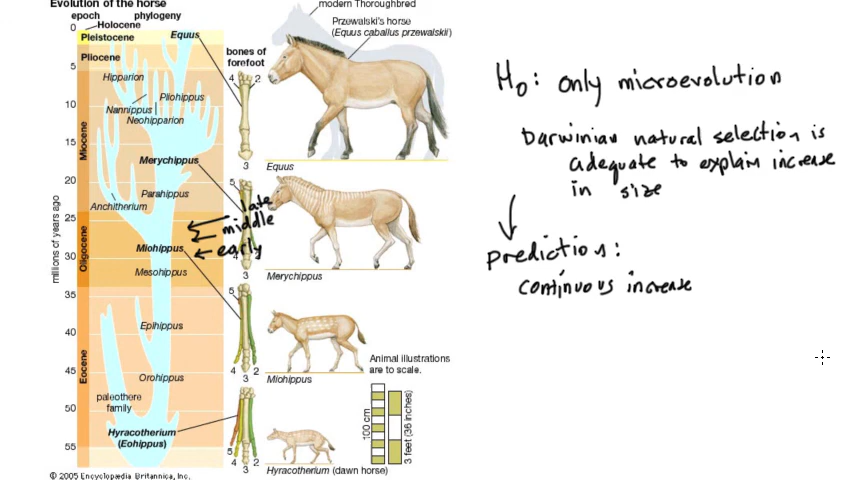 Evolution of the horse
epoch phylogeny
modern Thoroughbred
Przewalski's horse
(Equus caballus przewalskii)
0
Holocene
Pleistocene
Equus
bones of
forefoot
Pliocene
5
Hipparion
4 2
Pliohippus
10
Nannippus
Neohipparion
Miocene
15
3
Merychippus
Equus
20
Parahippus
5
Anchitherium
late
25
middle
millions of years ago
Oligocene
Miohippus
early
30
Mesohippus
3
Merychippus
35
5
Epihippus
40
Eocene
Animal illustrations
are to scale.
45
Orohippus
4 3 2
Miohippus
paleothere
family
50
100 cm
3 feet (36 inches)
Hyracotherium
(Eohippus)
55
5
4 3 2
Hyracotherium (dawn horse)
© 2005 Encyclopædia Britannica, Inc.
H0: only microevolution
Darwinian natural selection is
adequate to explain increase
in size
prediction:
continuous increase